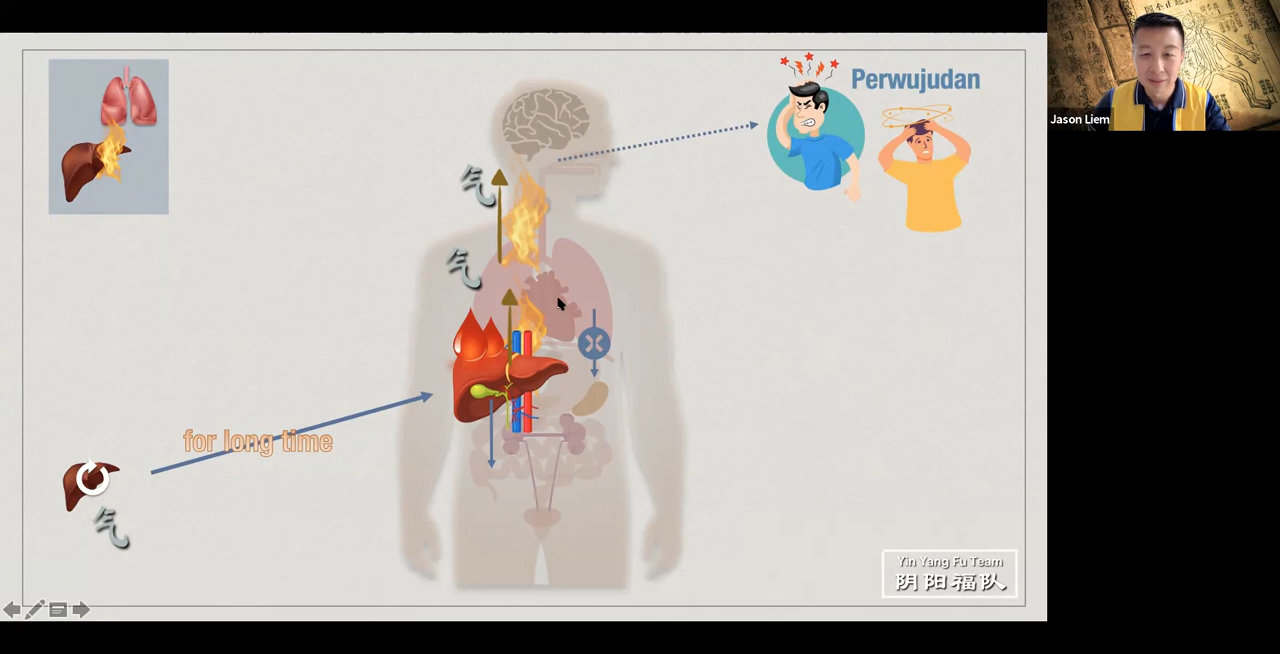 Perwujudan
Jason Liem
气
气
for long time
气
Yin Yang Fu Team
阴阳福队